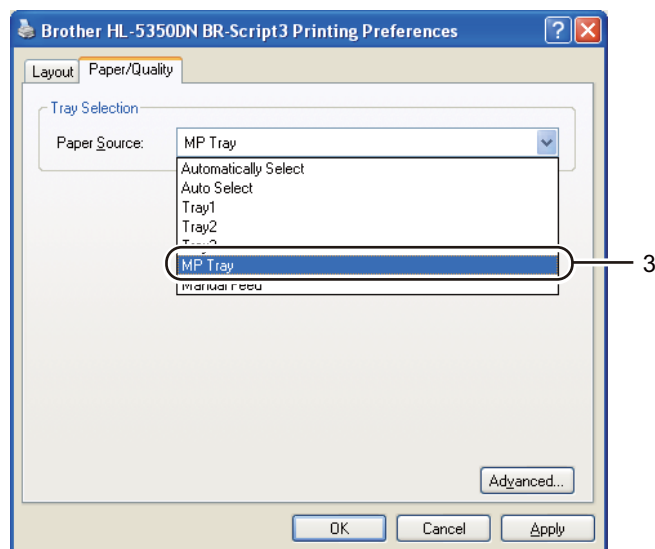 Brother HL-5350DN BR-Script3 Printing Preferences
Layout Paper/Quality
Tray Selection
Paper Source: MP Tray
Automatically Select
Auto Select
Tray1
Tray2
MP Tray 3
Manual Feed
Advanced...
OK Cancel Apply